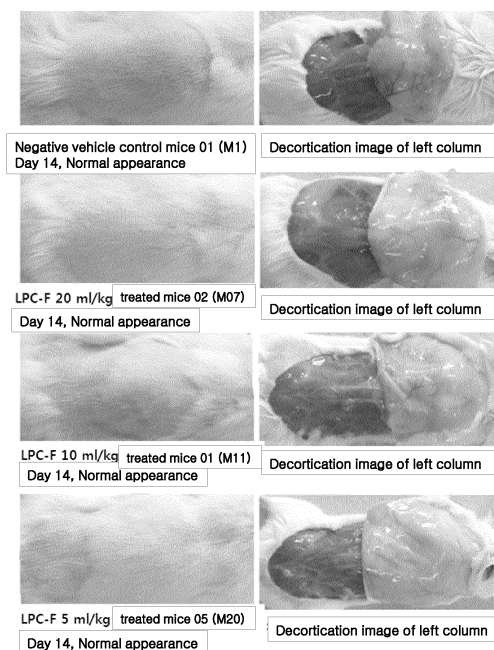 Negative vehicle control mice 01 (M1)
Day 14, Normal appearance
Decortication image of left column
LPC-F 20 ml/kg treated mice 02 (M07)
Day 14, Normal appearance
Decortication image of left column
LPC-F 10 ml/kg treated mice 01 (M11)
Day 14, Normal appearance
Decortication image of left column
LPC-F 5 ml/kg treated mice 05 (M20)
Day 14, Normal appearance
Decortication image of left column